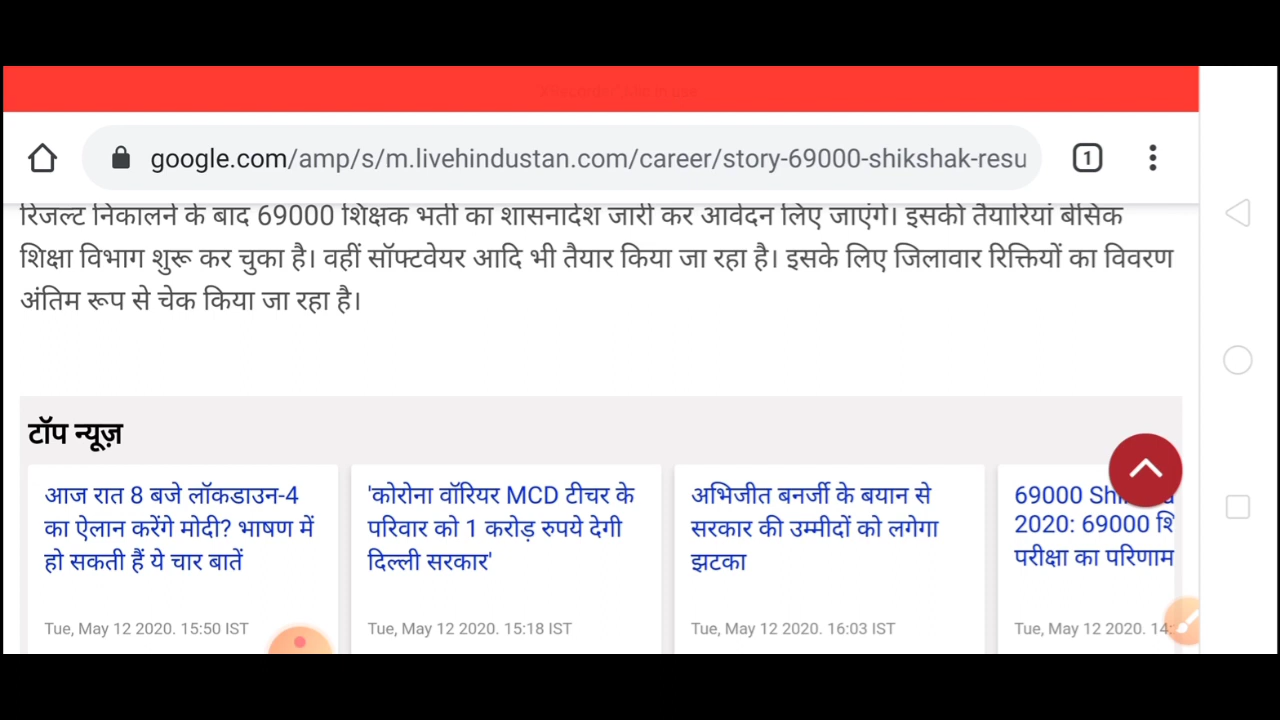 google.com/amp/s/m.livehindustan.com/career/story-69000-shikshak-resu
1
रिजल्ट निकालने के बाद 69000 शिक्षक भर्ती का शासनादेश जारी कर आवेदन लिए जाएंगे। इसकी तैयारियां बेसिक
शिक्षा विभाग शुरू कर चुका है। वहीं सॉफ्टवेयर आदि भी तैयार किया जा रहा है। इसके लिए जिलावार रिक्तियों का विवरण
अंतिम रूप से चेक किया जा रहा है।
टॉप न्यूज़
आज रात 8 बजे लॉकडाउन-4
का ऐलान करेंगे मोदी? भाषण में
हो सकती हैं ये चार बातें
Tue, May 12 2020. 15:50 IST
'कोरोना वॉरियर MCD टीचर के
परिवार को 1 करोड़ रुपये देगी
दिल्ली सरकार'
Tue, May 12 2020. 15:18 IST
अभिजीत बनर्जी के बयान से
सरकार की उम्मीदों को लगेगा
झटका
Tue, May 12 2020. 16:03 IST
69000
2020: 69000
परीक्षा का परिणाम
Tue, May 12 2020. 14: